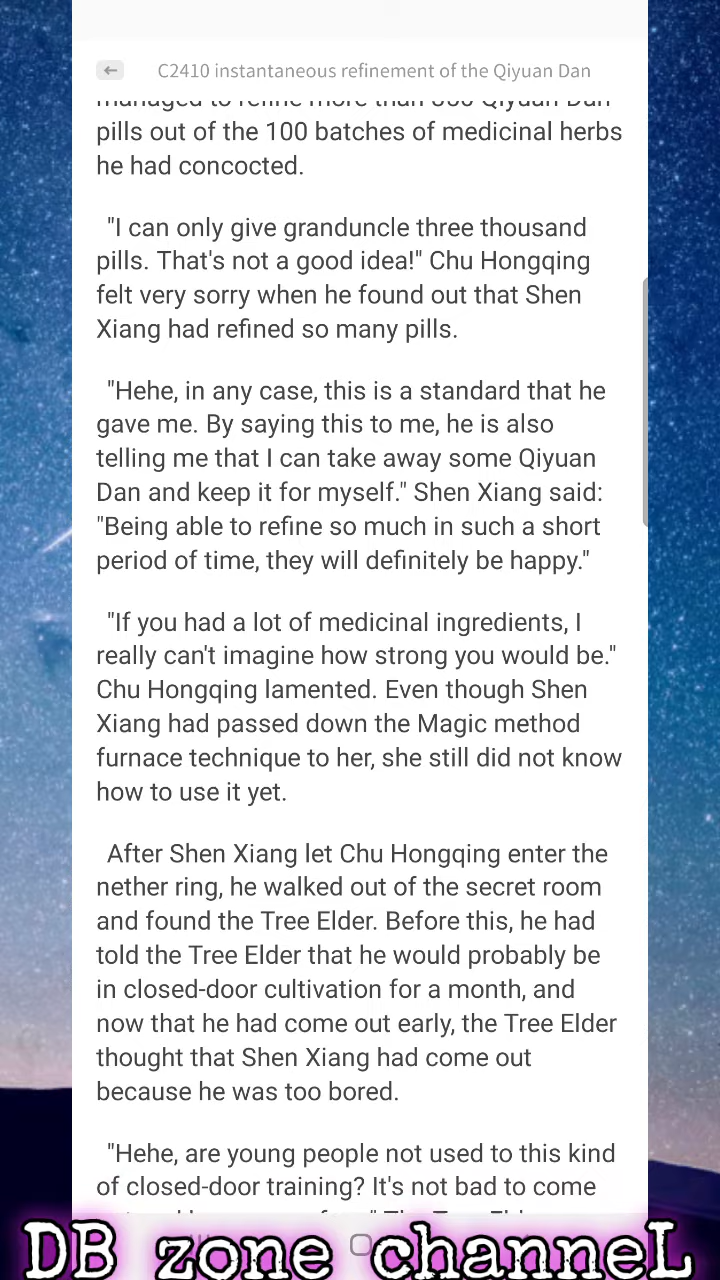 C2410 instantaneous refinement of the Qiyuan Dan
managed to refine more than Qiyuan Dan
pills out of the 100 batches of medicinal herbs
he had concocted.
"I can only give granduncle three thousand
pills. That's not a good idea!" Chu Hongqing
felt very sorry when he found out that Shen
Xiang had refined so many pills.
"Hehe, in any case, this is a standard that he
gave me. By saying this to me, he is also
telling me that I can take away some Qiyuan
Dan and keep it for myself." Shen Xiang said:
"Being able to refine so much in such a short
period of time, they will definitely be happy."
"If you had a lot of medicinal ingredients, I
really can't imagine how strong you would be."
Chu Hongqing lamented. Even though Shen
Xiang had passed down the Magic method
furnace technique to her, she still did not know
how to use it yet.
After Shen Xiang let Chu Hongqing enter the
nether ring, he walked out of the secret room
and found the Tree Elder. Before this, he had
told the Tree Elder that he would probably be
in closed-door cultivation for a month, and
now that he had come out early, the Tree Elder
thought that Shen Xiang had come out
because he was too bored.
"Hehe, are young people not used to this kind
of closed-door training? It's not bad to come
DB zone channeL